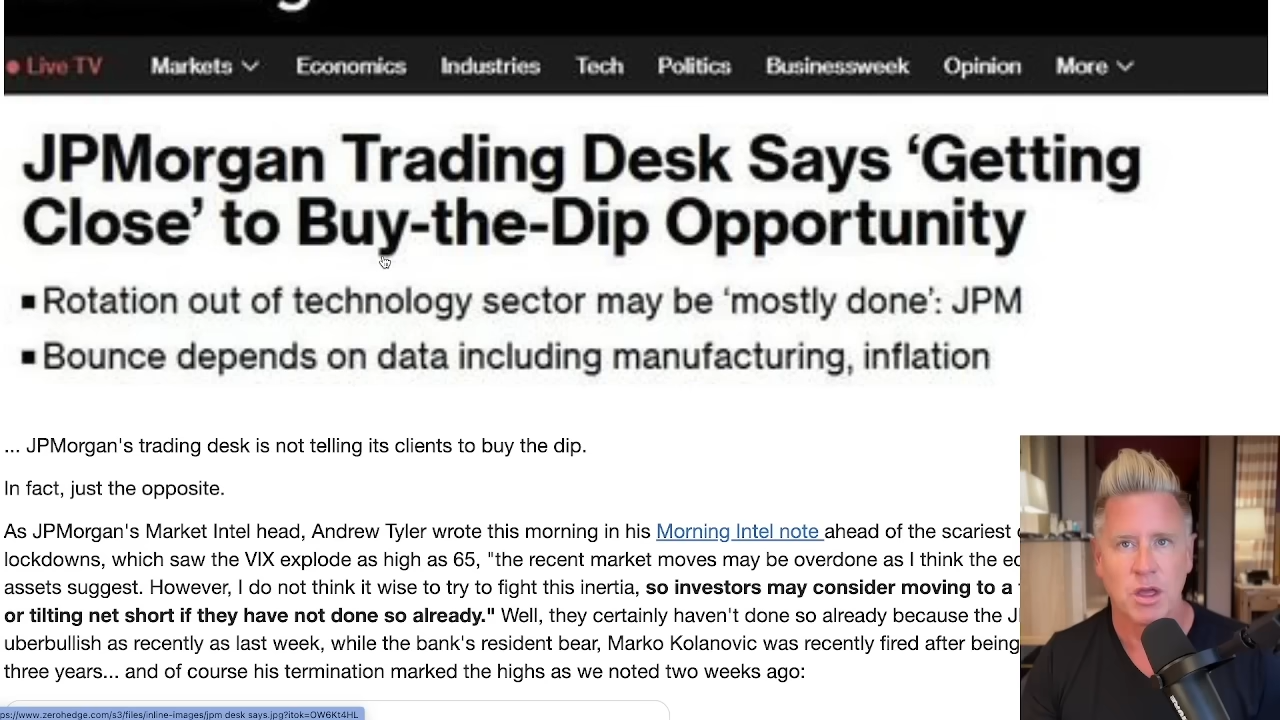 Live TV Markets Economics Industries Tech Politics Businessweek Opinion More
JPMorgan Trading Desk Says ‘Getting
Close’ to Buy-the-Dip Opportunity
▪ Rotation out of technology sector may be ‘mostly done’: JPM
▪ Bounce depends on data including manufacturing, inflation
... JPMorgan's trading desk is not telling its clients to buy the dip.
In fact, just the opposite.
As JPMorgan's Market Intel head, Andrew Tyler wrote this morning in his Morning Intel note ahead of the scariest
lockdowns, which saw the VIX explode as high as 65, "the recent market moves may be overdone as I think the
assets suggest. However, I do not think it wise to try to fight this inertia, so investors may consider moving to a
or tilting net short if they have not done so already." Well, they certainly haven't done so already because the
uberbullish as recently as last week, while the bank's resident bear, Marko Kolanovic was recently fired after being
three years... and of course his termination marked the highs as we noted two weeks ago:
ps://www.zerohedge.com/s3/files/inline-images/jpm desk says.jpg?itok=OW6Kt4HL